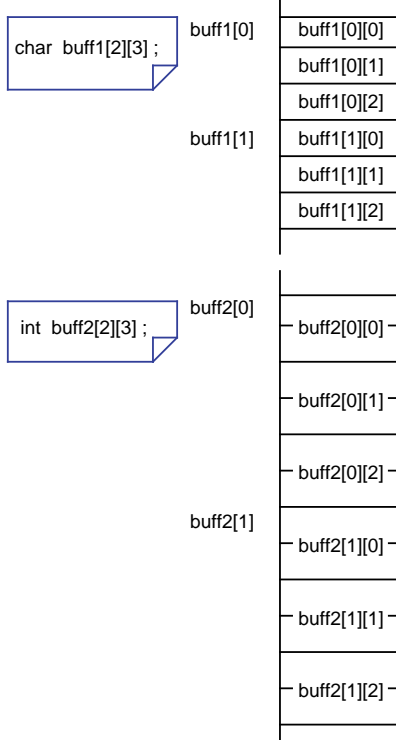 char  buff1[2][3] ;
buff1[0]
buff1[0][0]
buff1[0][1]
buff1[0][2]
buff1[1]
buff1[1][0]
buff1[1][1]
buff1[1][2]
int  buff2[2][3] ;
buff2[0]
buff2[0][0]
buff2[0][1]
buff2[0][2]
buff2[1]
buff2[1][0]
buff2[1][1]
buff2[1][2]